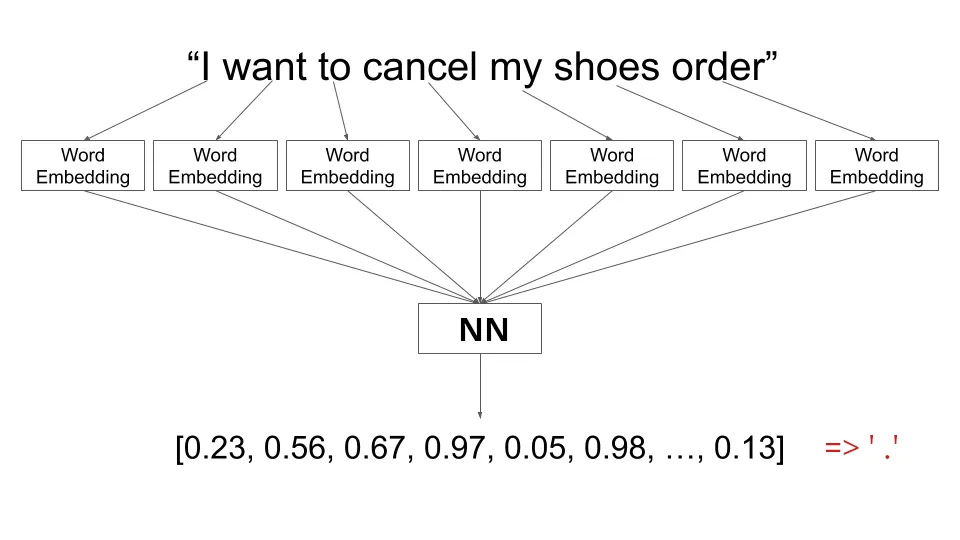 “I want to cancel my shoes order”
Word Embedding Word Embedding Word Embedding Word Embedding Word Embedding Word Embedding Word Embedding
NN
[0.23, 0.56, 0.67, 0.97, 0.05, 0.98, …, 0.13] => '.'